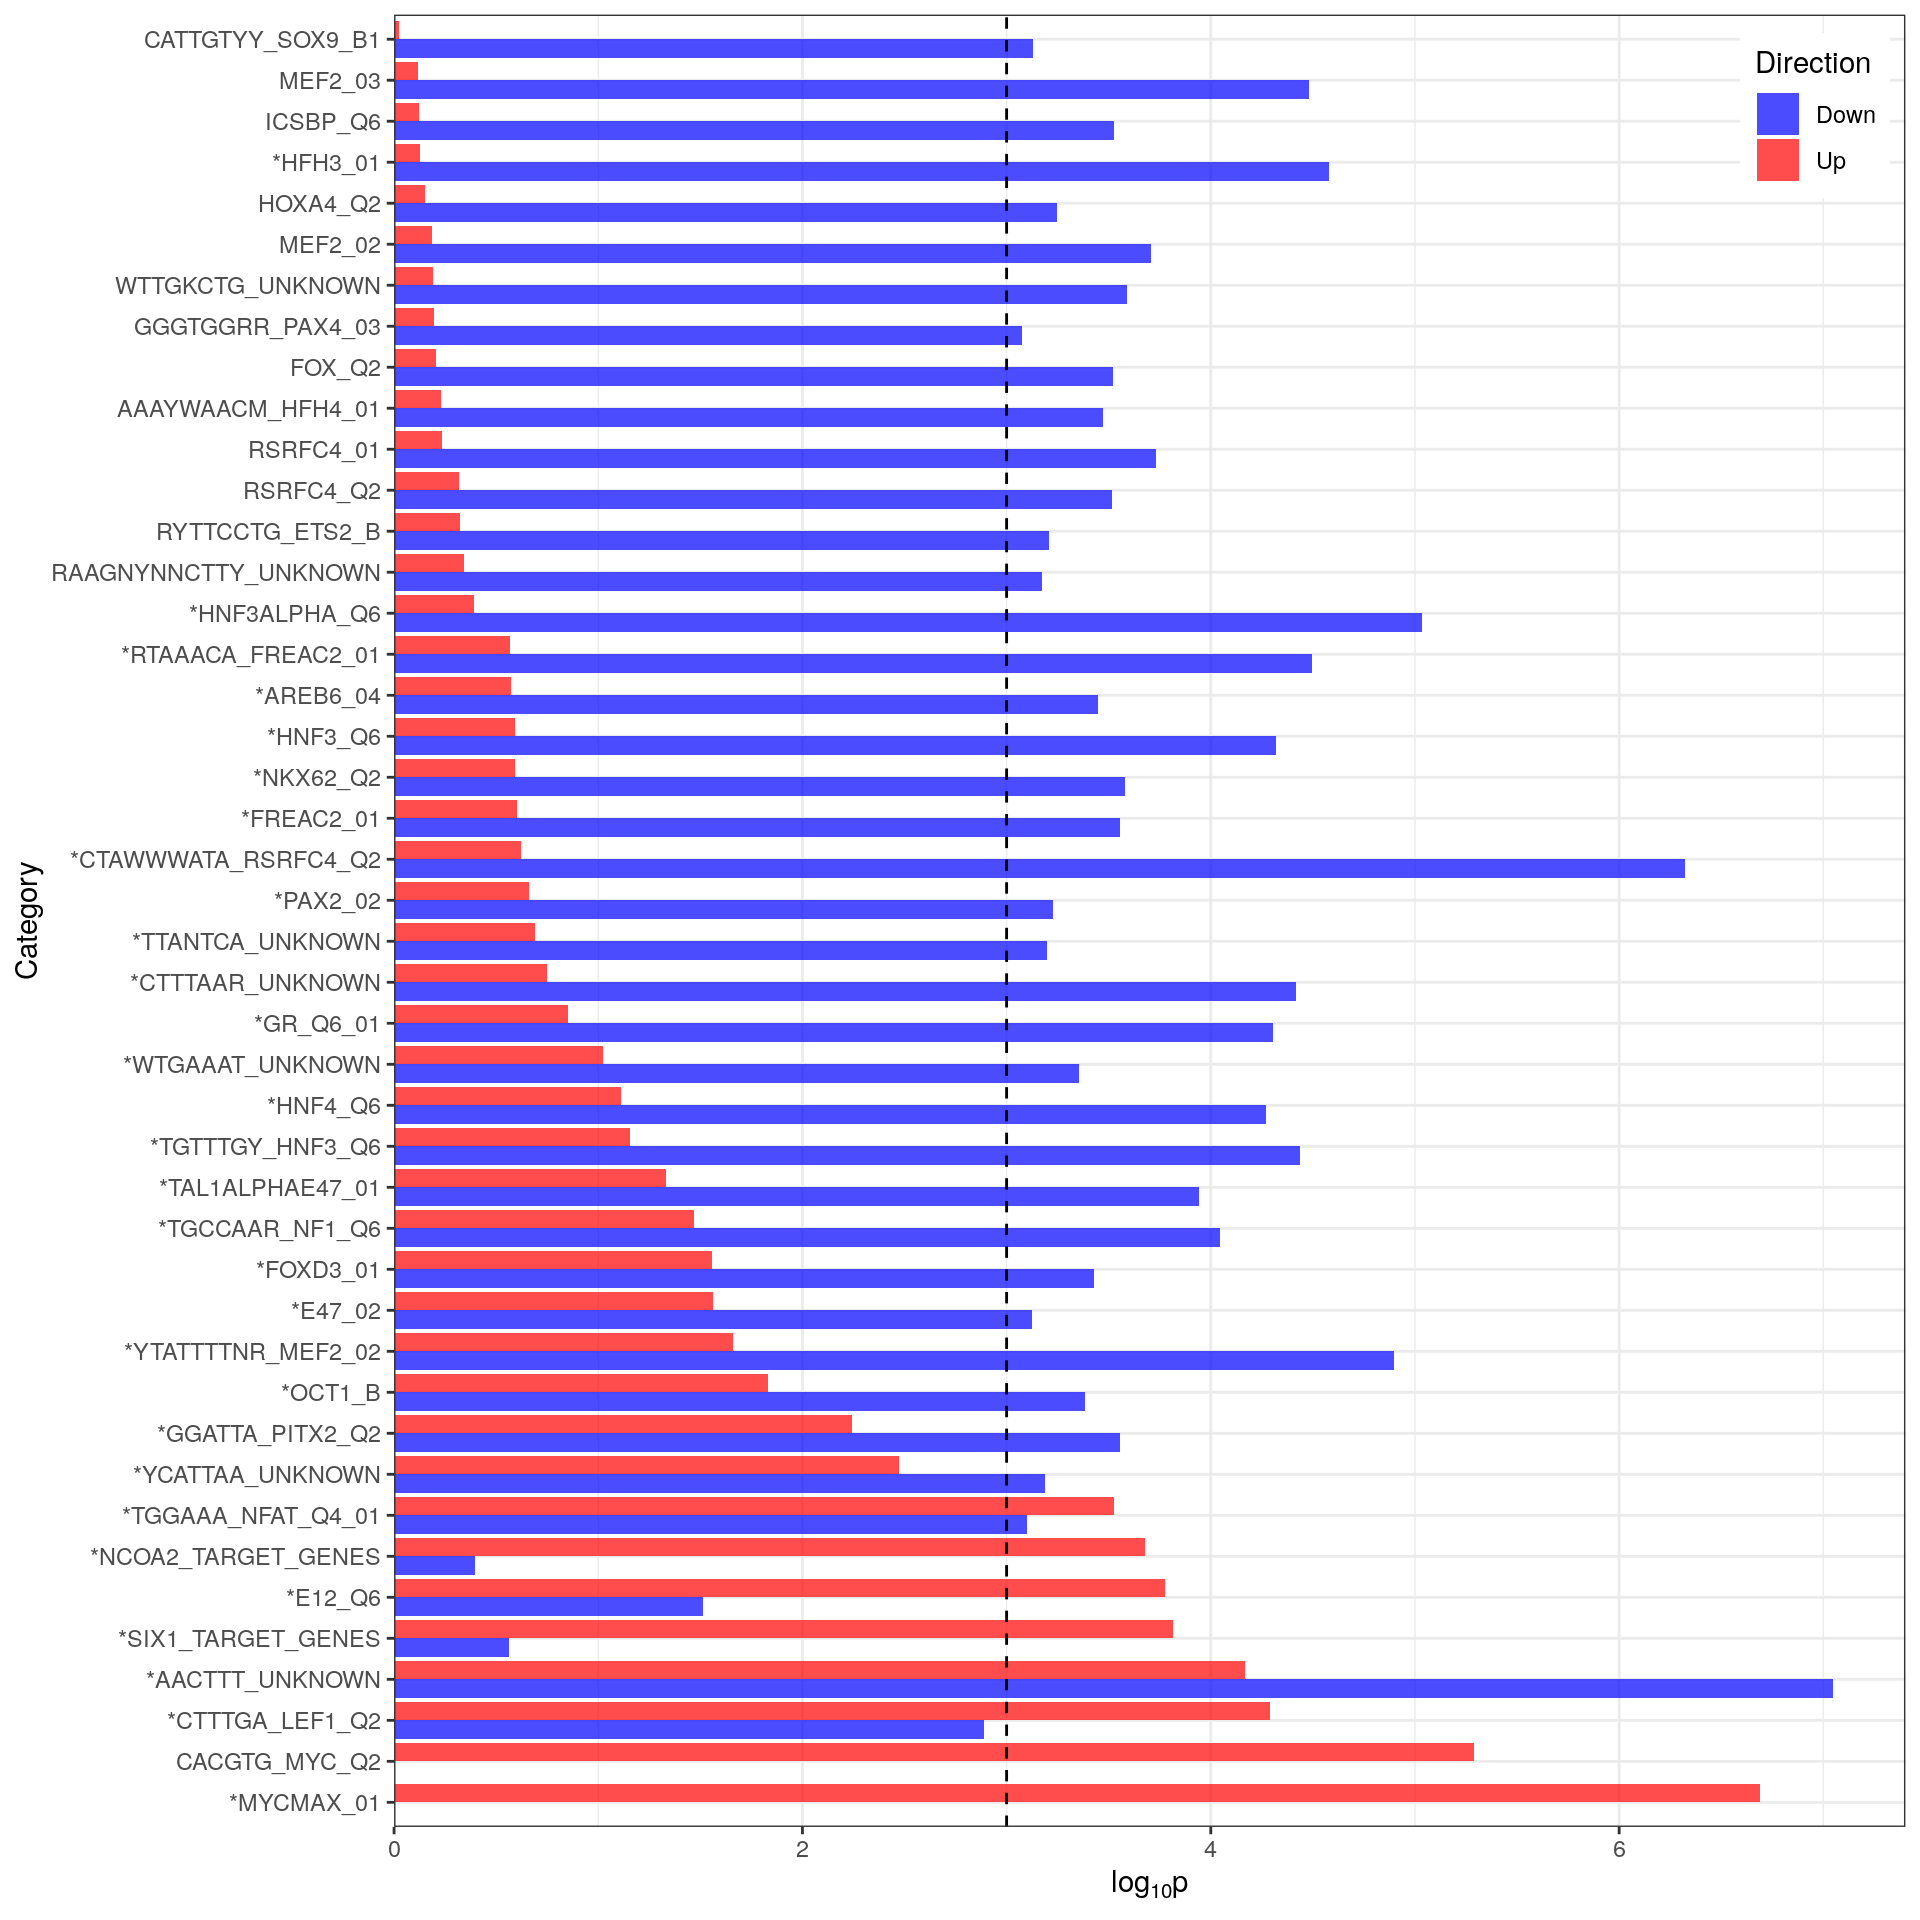 CATTGTYY_SOX9_B1
MEF2_03
ICSBP_Q6
*HFH3_01
HOXA4_Q2
MEF2_02
WTTGKCTG_UNKNOWN
GGGTGGRR_PAX4_03
FOX_Q2
AAAYWAACM_HFH4_01
RSRFC4_01
RSRFC4_Q2
RYTTCCTG_ETS2_B
RAAGNYNNCTTY_UNKNOWN
*HNF3ALPHA_Q6
*RTAAACA_FREAC2_01
*AREB6_04
*HNF3_Q6
*NKX62_Q2
*FREAC2_01
*CTAWWWATA_RSRFC4_Q2
*PAX2_02
*TTANTCA_UNKNOWN
*CTTTAAR_UNKNOWN
*GR_Q6_01
*WTGAAAT_UNKNOWN
*HNF4_Q6
*TGTTTGY_HNF3_Q6
*TAL1ALPHAE47_01
*TGCCAAR_NF1_Q6
*FOXD3_01
*E47_02
*YTATTTTNR_MEF2_02
*OCT1_B
*GGATTA_PITX2_Q2
*YCATTAA_UNKNOWN
*TGGAAA_NFAT_Q4_01
*NCOA2_TARGET_GENES
*E12_Q6
*SIX1_TARGET_GENES
*AACTTT_UNKNOWN
*CTTTGA_LEF1_Q2
CACGTG_MYC_Q2
*MYCMAX_01
Category
0 2 4 6
log₁₀p
Direction
Down
Up